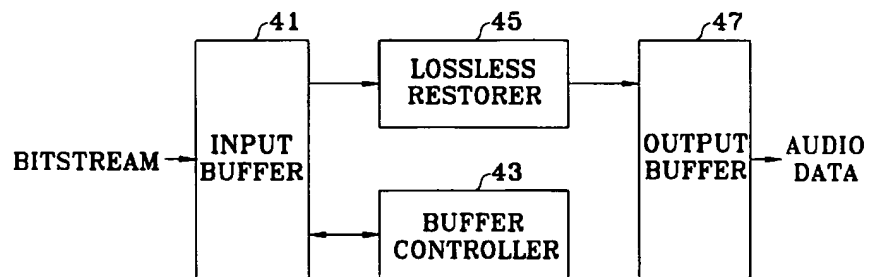 41
45
47
LOSSLESS
RESTORER
BITSTREAM
INPUT
BUFFER
OUTPUT
BUFFER
AUDIO
DATA
43
BUFFER
CONTROLLER